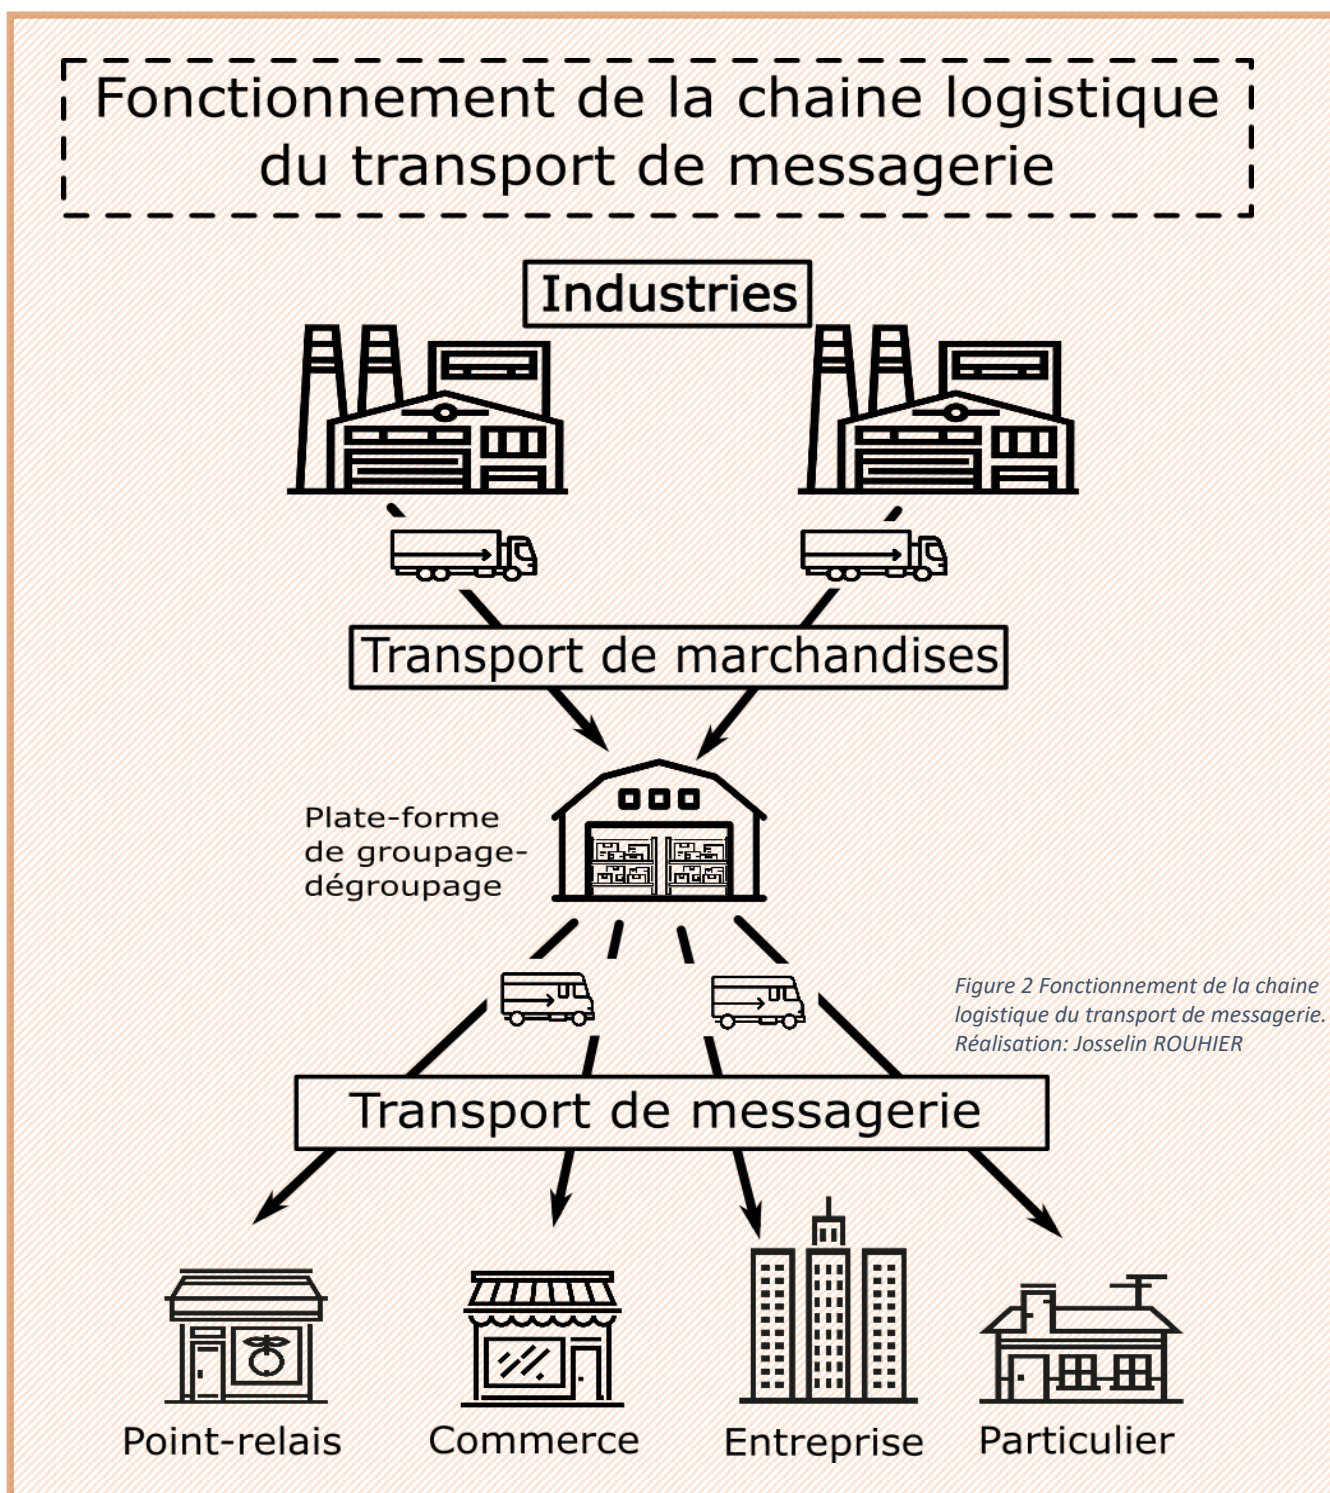 Fonctionnement de la chaine logistique
du transport de messagerie
Industries
Transport de marchandises
Plate-forme
de groupage-
dégroupage
Figure 2 Fonctionnement de la chaine
logistique du transport de messagerie.
Réalisation: Josselin ROUHIER
Transport de messagerie
Point-relais
Commerce
Entreprise
Particulier